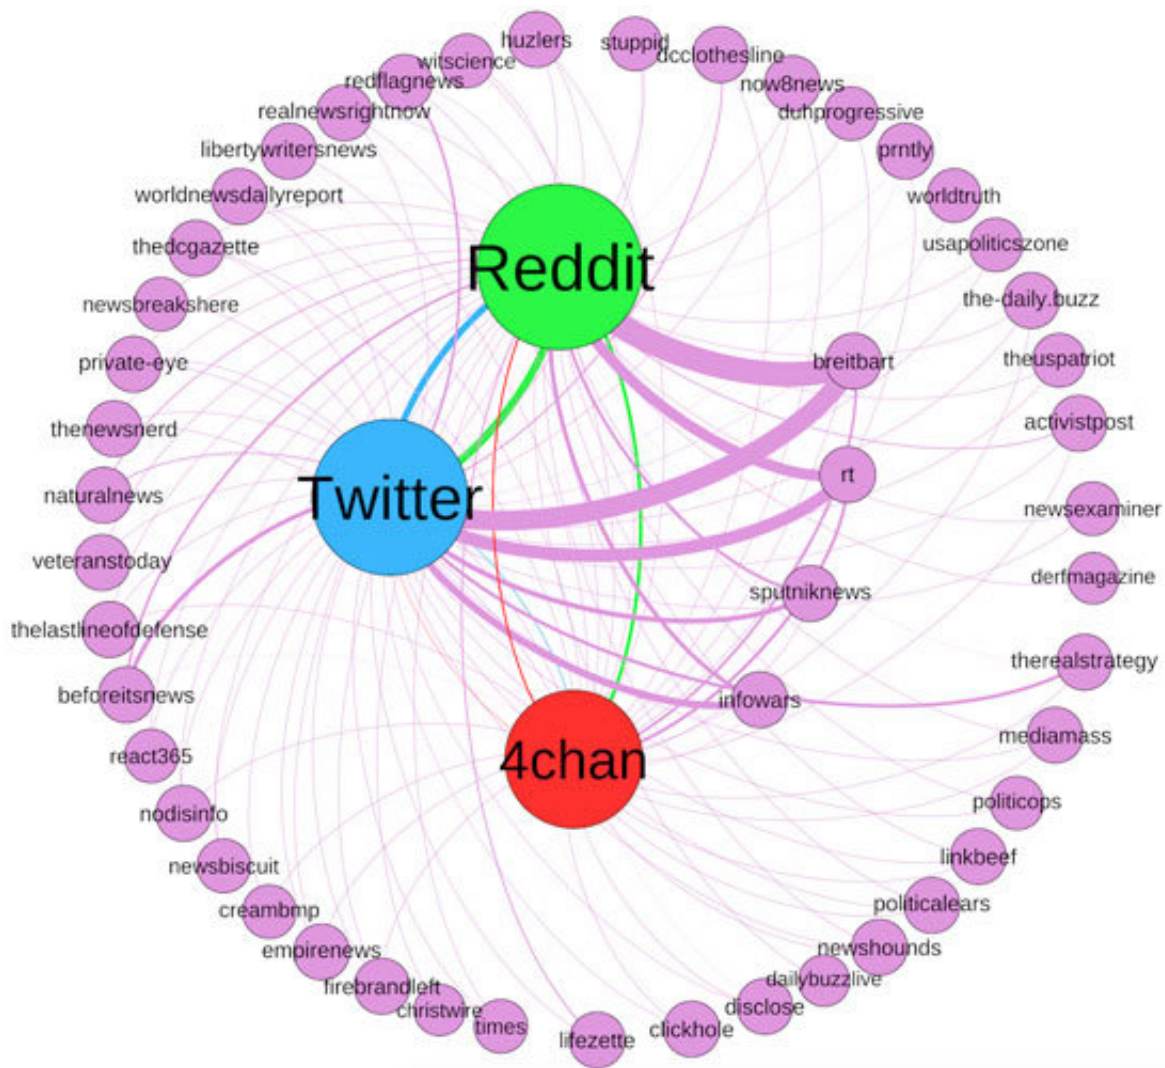 huzlers
stuppid
witscience
dcclothesline
redflagnews
now8news
realnewsrightnow
duhprogressive
libertywritersnews
prntly
worldnewsdailyreport
worldtruth
thedcgazette
usapoliticszone
Reddit
newsbreakshere
the-daily.buzz
private-eye
breitbart
theuspatriot
thenewsnerd
activistpost
rt
naturalnews
Twitter
newsexaminer
veteranstoday
derfmagazine
sputniknews
thelastlineofdefense
therealstrategy
beforeitsnews
infowars
mediamass
react365
4chan
politicops
nodisinfo
linkbeef
newsbiscuit
politicalears
creambmp
newshounds
empirenews
dailybuzzlive
firebrandleft
disclose
christwire
times
clickhole
lifezette